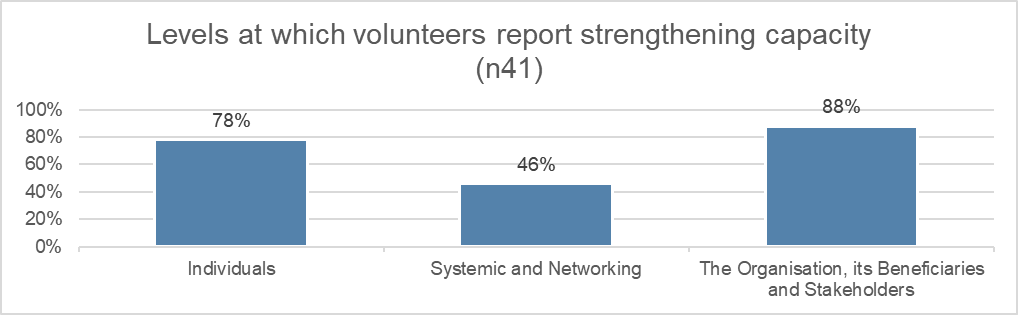 Levels at which volunteers report strengthening capacity
(n41)
100%
80%
60%
40%
20%
0%
78%
46%
88%
Individuals
Systemic and Networking
The Organisation, its Beneficiaries
and Stakeholders